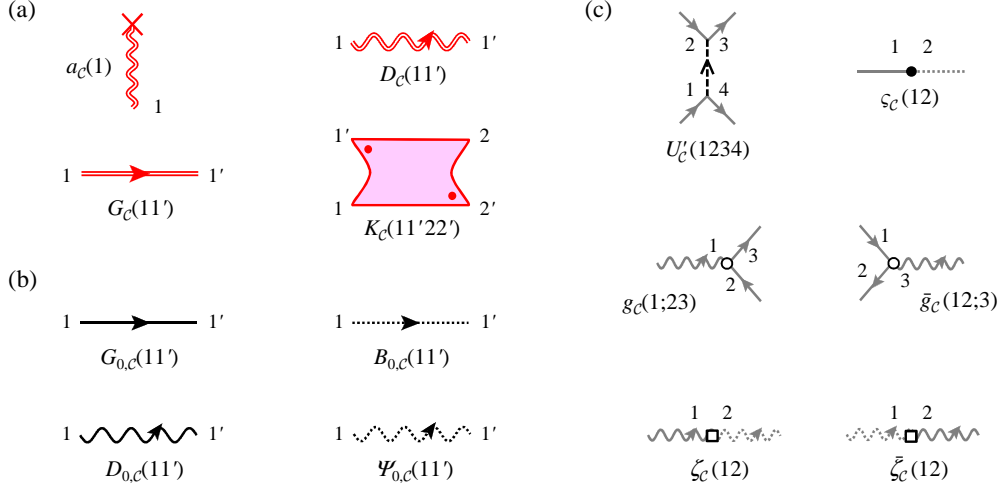 (a)
a_C(1)
1
1 1′
D_C(11′)
1 1′
G_C(11′)
1′ 2
1 2′
K_C(11′22′)
(b)
1 1′
G_{0,C}(11′)
1 1′
B_{0,C}(11′)
1 1′
D_{0,C}(11′)
1 1′
Ψ_{0,C}(11′)
(c)
2 3
1 4
U′_C(1234)
1 2
ς_C(12)
1
3
2
g_C(1;23)
1
2
3
ḡ_C(12;3)
1 2
ζ_C(12)
1 2
ζ̄_C(12)